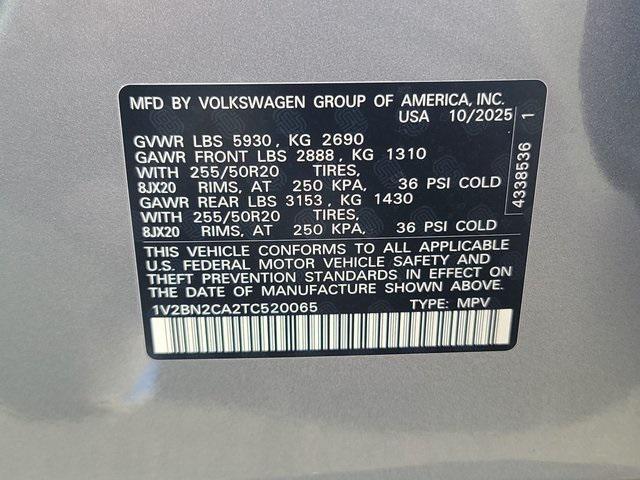 MFD BY VOLKSWAGEN GROUP OF AMERICA, INC.
USA 10/2025
GVWR LBS 5930, KG 2690
GAWR FRONT LBS 2888, KG 1310
WITH 255/50R20 TIRES,
8JX20 RIMS, AT 250 KPA, 36 PSI COLD
GAWR REAR LBS 3153, KG 1430
WITH 255/50R20 TIRES,
8JX20 RIMS, AT 250 KPA, 36 PSI COLD
THIS VEHICLE CONFORMS TO ALL APPLICABLE
U.S. FEDERAL MOTOR VEHICLE SAFETY AND
THEFT PREVENTION STANDARDS IN EFFECT ON
THE DATE OF MANUFACTURE SHOWN ABOVE.
1V2BN2CA2TC520065 TYPE: MPV
4338536 1